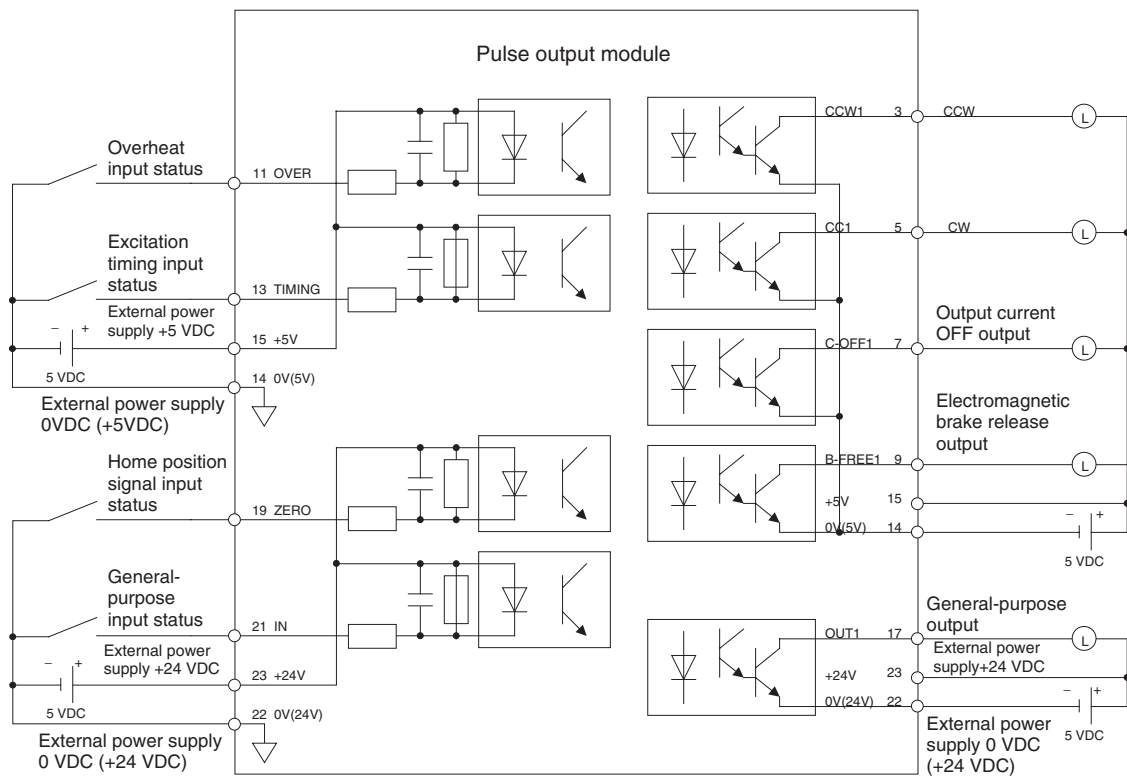 Pulse output module
Overheat
input status
11 OVER
Excitation
timing input
status
13 TIMING
External power
supply +5 VDC
− +
15 +5V
5 VDC
14 0V(5V)
External power supply
0VDC (+5VDC)
Home position
signal input
status
19 ZERO
General-
purpose
input status
21 IN
External power
supply +24 VDC
− +
23 +24V
5 VDC
22 0V(24V)
External power supply
0 VDC (+24 VDC)
CCW1 3 CCW L
CC1 5 CW L
Output current
OFF output
C-OFF1 7 L
Electromagnetic
brake release
output
B-FREE1 9 L
+5V 15
0V(5V) 14
− +
5 VDC
General-purpose
output
OUT1 17 L
External power
supply+24 VDC
+24V 23
0V(24V) 22
− +
5 VDC
External power
supply 0 VDC
(+24 VDC)